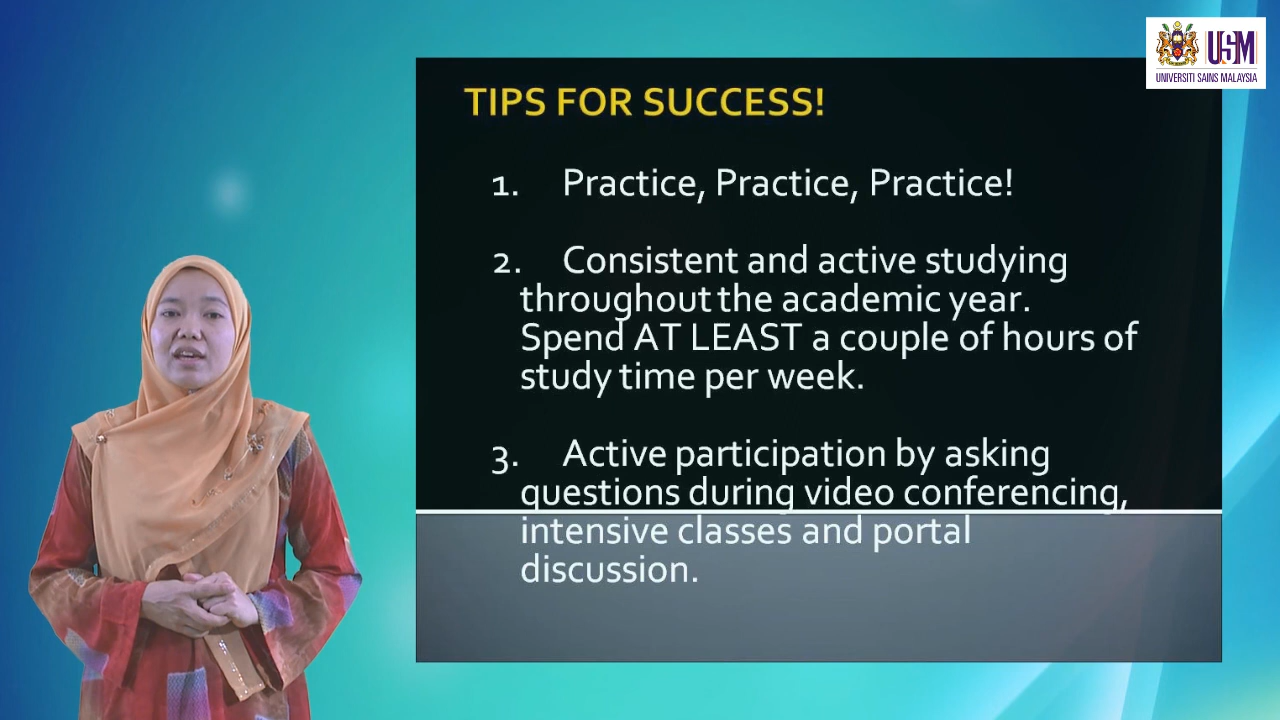 USM
UNIVERSITI SAINS MALAYSIA
TIPS FOR SUCCESS!
1. Practice, Practice, Practice!
2. Consistent and active studying
throughout the academic year.
Spend AT LEAST a couple of hours of
study time per week.
3. Active participation by asking
questions during video conferencing,
intensive classes and portal
discussion.